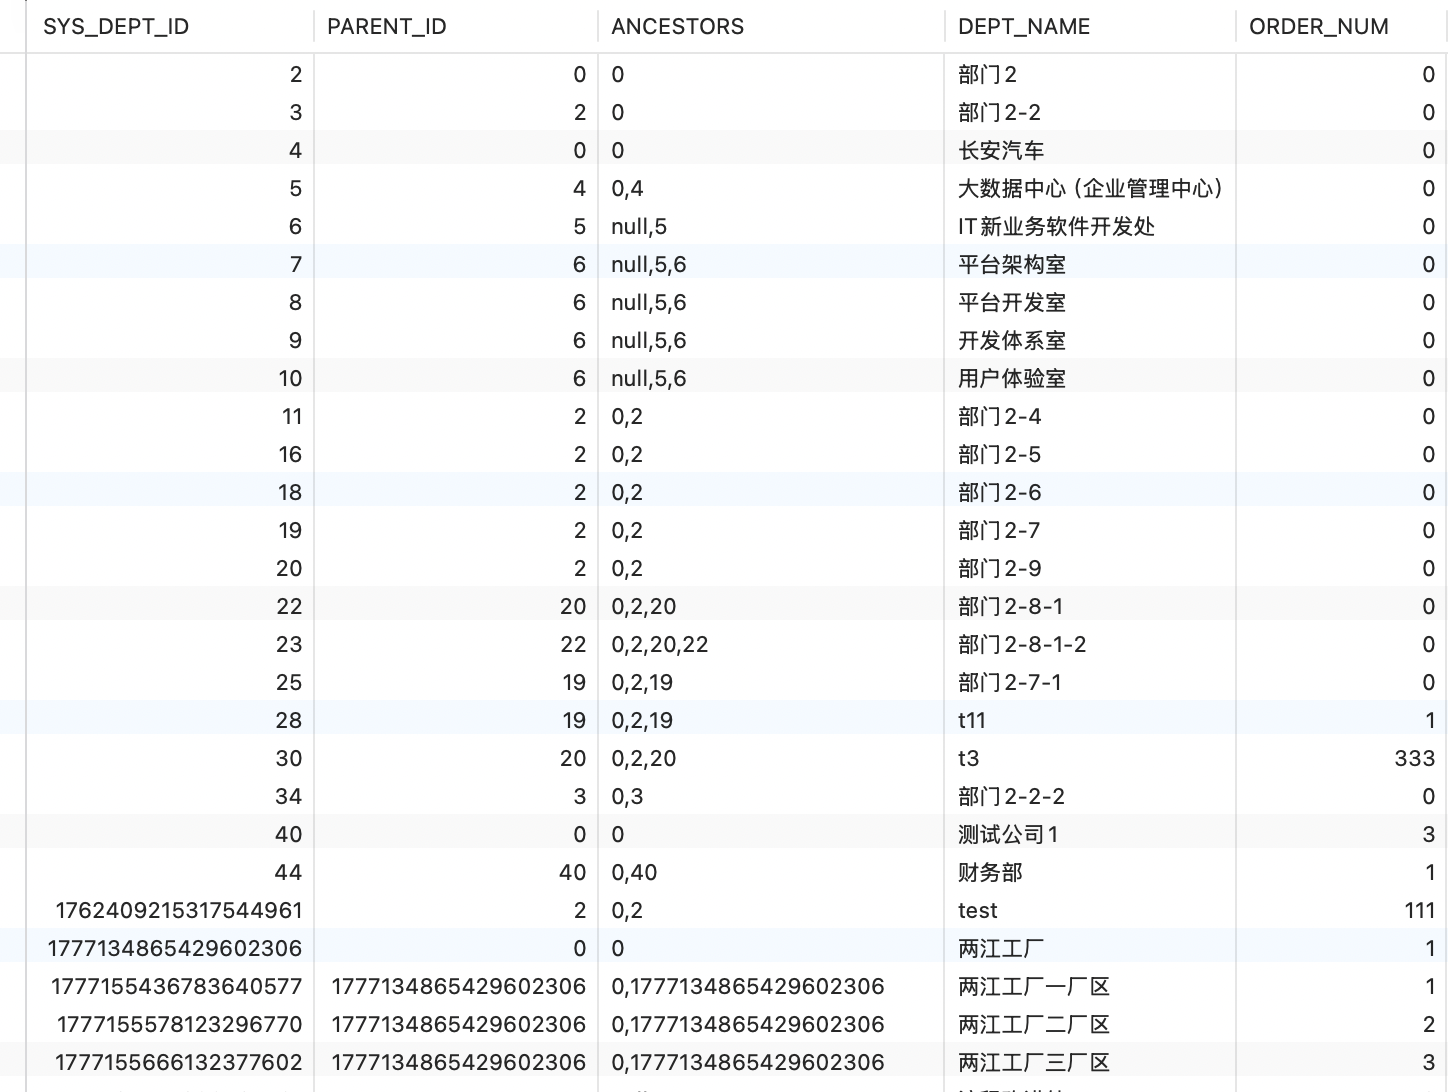 SYS_DEPT_ID PARENT_ID ANCESTORS DEPT_NAME ORDER_NUM
2 0 0 部门2 0
3 2 0 部门2-2 0
4 0 0 长安汽车 0
5 4 0,4 大数据中心（企业管理中心） 0
6 5 null,5 IT新业务软件开发处 0
7 6 null,5,6 平台架构室 0
8 6 null,5,6 平台开发室 0
9 6 null,5,6 开发体系室 0
10 6 null,5,6 用户体验室 0
11 2 0,2 部门2-4 0
16 2 0,2 部门2-5 0
18 2 0,2 部门2-6 0
19 2 0,2 部门2-7 0
20 2 0,2 部门2-9 0
22 20 0,2,20 部门2-8-1 0
23 22 0,2,20,22 部门2-8-1-2 0
25 19 0,2,19 部门2-7-1 0
28 19 0,2,19 t11 1
30 20 0,2,20 t3 333
34 3 0,3 部门2-2-2 0
40 0 0 测试公司1 3
44 40 0,40 财务部 1
1762409215317544961 2 0,2 test 111
1777134865429602306 0 0 两江工厂 1
1777155436783640577 1777134865429602306 0,1777134865429602306 两江工厂一厂区 1
1777155578123296770 1777134865429602306 0,1777134865429602306 两江工厂二厂区 2
1777155666132377602 1777134865429602306 0,1777134865429602306 两江工厂三厂区 3